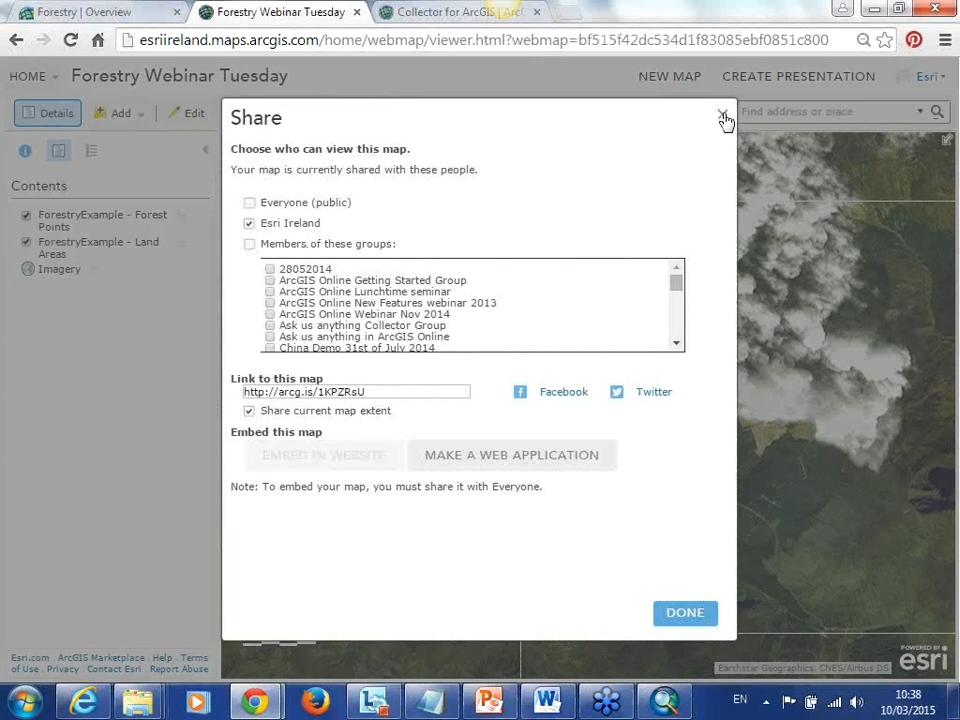 Forestry | Overview
Forestry Webinar Tuesday
Collector for ArcGIS | ArcG
esriireland.maps.arcgis.com/home/webmap/viewer.html?webmap=bf515f42dc534d1f83085ebf0851c800
HOME
Forestry Webinar Tuesday
NEW MAP
CREATE PRESENTATION
Esri
Details
Add
Edit
Find address or place
Contents
ForestryExample - Forest
Points
ForestryExample - Land
Areas
Imagery
Share
Choose who can view this map.
Your map is currently shared with these people.
Everyone (public)
Esri Ireland
Members of these groups:
28052014
ArcGIS Online Getting Started Group
ArcGIS Online Lunchtime seminar
ArcGIS Online New Features webinar 2013
ArcGIS Online Webinar Nov 2014
Ask us anything Collector Group
Ask us anything in ArcGIS Online
China Demo 31st of July 2014
Link to this map
http://arcg.is/1KPZRsU
Facebook
Twitter
Share current map extent
Embed this map
EMBED IN WEBSITE
MAKE A WEB APPLICATION
Note: To embed your map, you must share it with Everyone.
DONE
Esri.com . ArcGIS Marketplace . Help . Terms
of Use . Privacy . Contact Esri . Report Abuse
POWERED BY
esri
Earthstar Geographics, CNES/Airbus DS
EN
10:38
10/03/2015